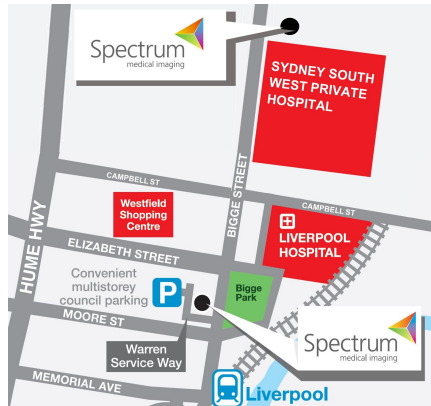 Spectrum
medical imaging
SYDNEY SOUTH
WEST PRIVATE
HOSPITAL
CAMPBELL ST
CAMPBELL ST
BIGGE STREET
HUME HWY
Westfield
Shopping
Centre
LIVERPOOL
HOSPITAL
ELIZABETH STREET
Convenient
multistorey
council parking
P
Bigge
Park
MOORE ST
Warren
Service Way
Spectrum
medical imaging
MEMORIAL AVE
Liverpool